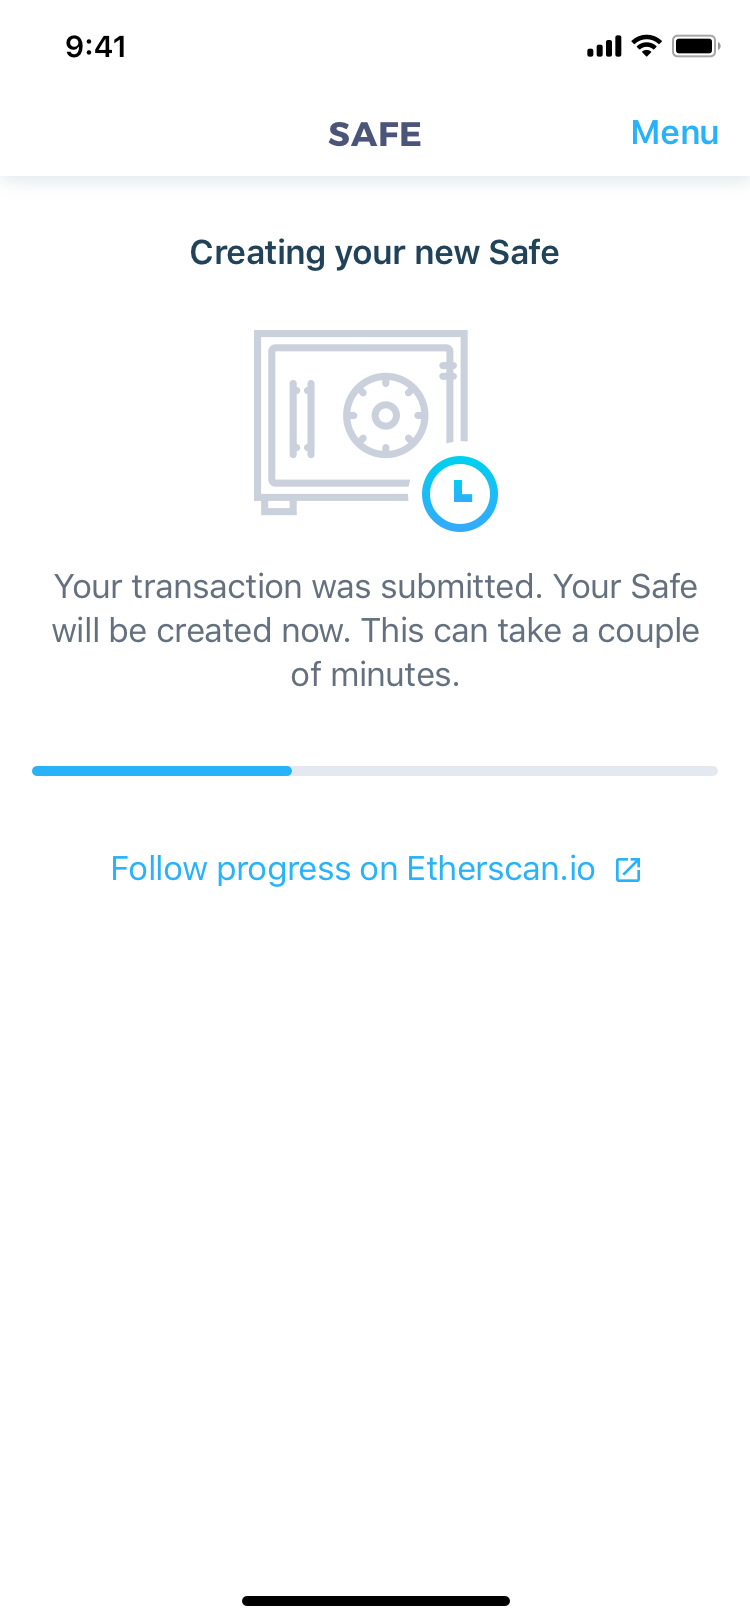 9:41
SAFE
Menu
Creating your new Safe
Your transaction was submitted. Your Safe
will be created now. This can take a couple
of minutes.
Follow progress on Etherscan.io